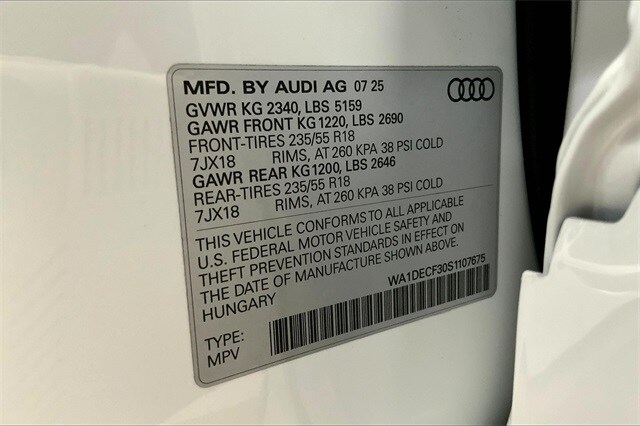 MFD. BY AUDI AG 07 25
GVWR KG 2340, LBS 5159
GAWR FRONT KG 1220, LBS 2690
FRONT-TIRES 235/55 R18
7JX18 RIMS, AT 260 KPA 38 PSI COLD
GAWR REAR KG 1200, LBS 2646
REAR-TIRES 235/55 R18
7JX18 RIMS, AT 260 KPA 38 PSI COLD
THIS VEHICLE CONFORMS TO ALL APPLICABLE
U.S. FEDERAL MOTOR VEHICLE SAFETY AND
THEFT PREVENTION STANDARDS IN EFFECT ON
THE DATE OF MANUFACTURE SHOWN ABOVE.
HUNGARY WA1DECF30S1107675
TYPE:
MPV